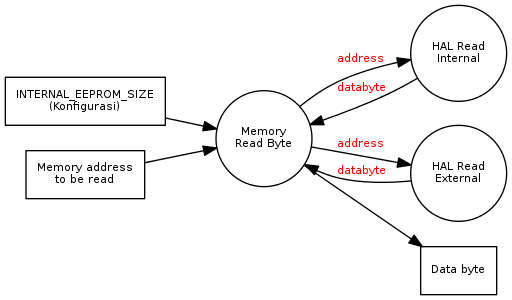 INTERNAL_EEPROM_SIZE
(Konfigurasi)
Memory address
to be read
Memory
Read Byte
address
databyte
address
databyte
HAL Read
Internal
HAL Read
External
Data byte